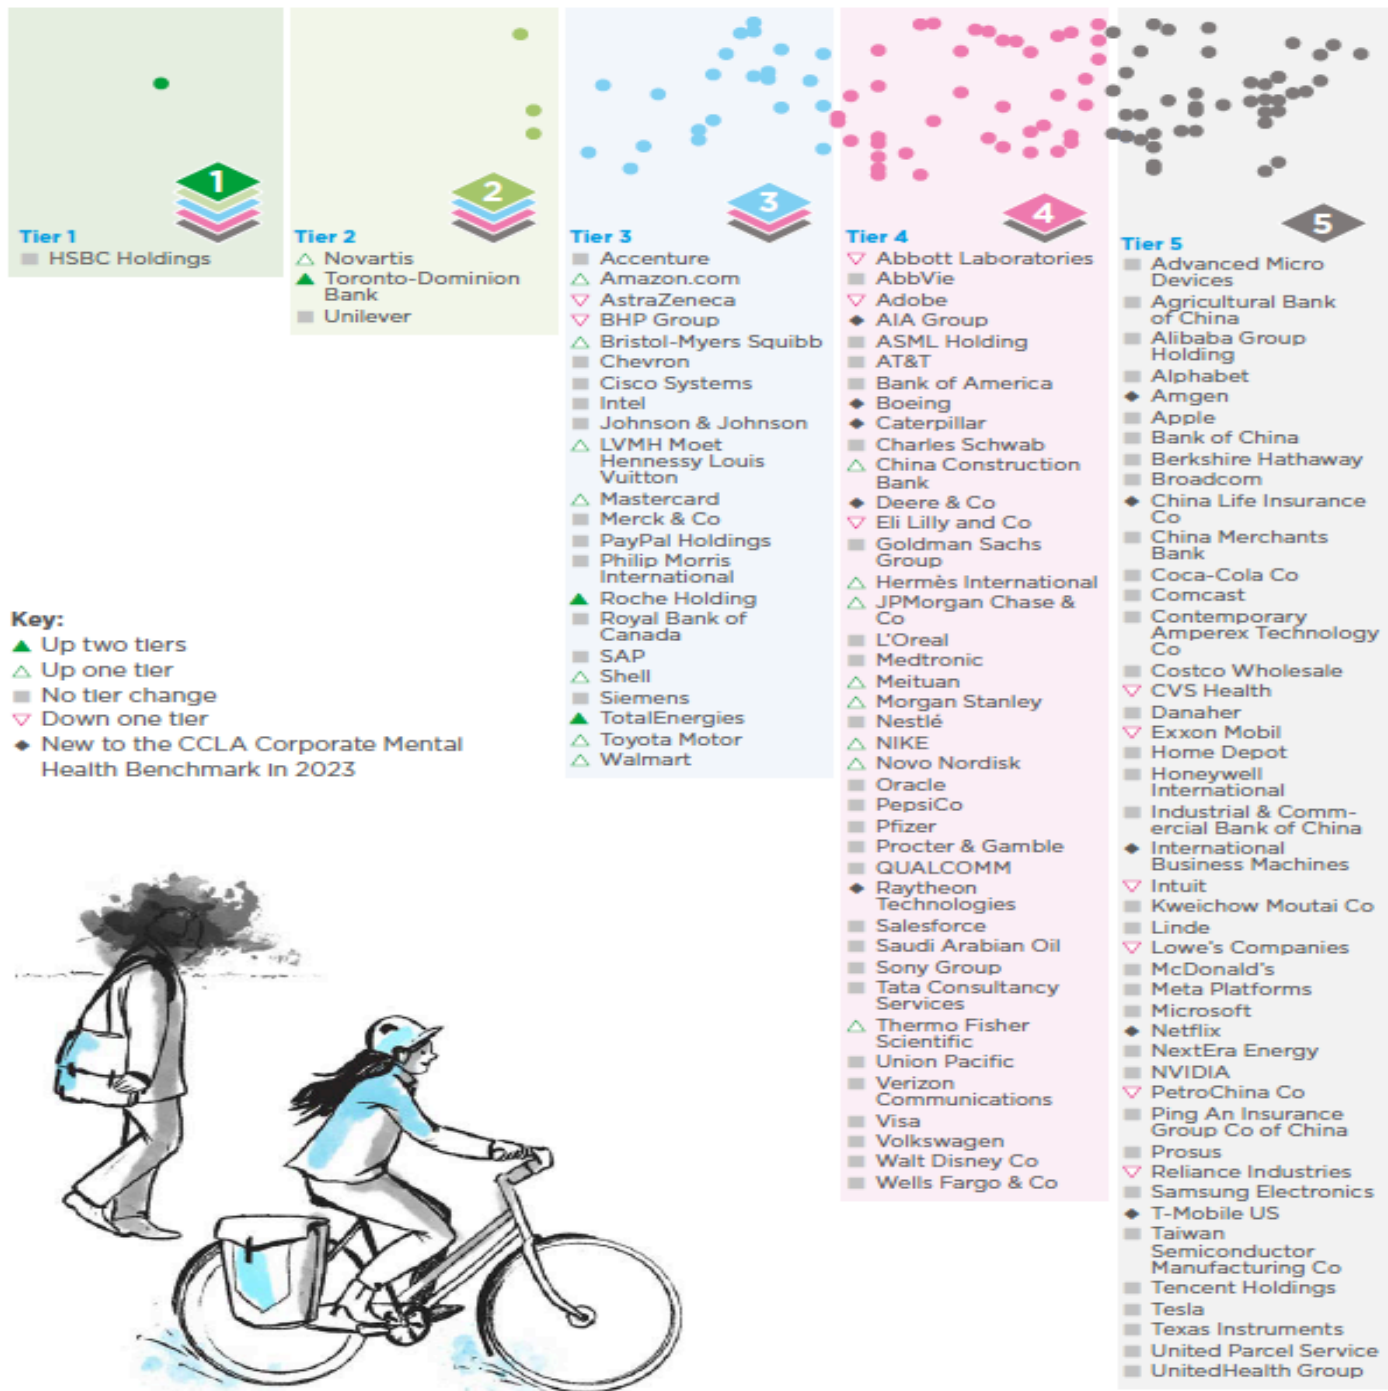 1
Tier 1
HSBC Holdings
2
Tier 2
Novartis
Toronto-Dominion
Bank
Unilever
3
Tier 3
Accenture
Amazon.com
AstraZeneca
BHP Group
Bristol-Myers Squibb
Chevron
Cisco Systems
Intel
Johnson & Johnson
LVMH Moet
Hennessy Louis
Vuitton
Mastercard
Merck & Co
PayPal Holdings
Philip Morris
International
Roche Holding
Royal Bank of
Canada
SAP
Shell
Siemens
TotalEnergies
Toyota Motor
Walmart
4
Tier 4
Abbott Laboratories
AbbVie
Adobe
AIA Group
ASML Holding
AT&T
Bank of America
Boeing
Caterpillar
Charles Schwab
China Construction
Bank
Deere & Co
Eli Lilly and Co
Goldman Sachs
Group
Hermès International
JPMorgan Chase &
Co
L'Oreal
Medtronic
Meituan
Morgan Stanley
Nestlé
NIKE
Novo Nordisk
Oracle
PepsiCo
Pfizer
Procter & Gamble
QUALCOMM
Raytheon
Technologies
Salesforce
Saudi Arabian Oil
Sony Group
Tata Consultancy
Services
Thermo Fisher
Scientific
Union Pacific
Verizon
Communications
Visa
Volkswagen
Walt Disney Co
Wells Fargo & Co
5
Tier 5
Advanced Micro
Devices
Agricultural Bank
of China
Alibaba Group
Holding
Alphabet
Amgen
Apple
Bank of China
Berkshire Hathaway
Broadcom
China Life Insurance
Co
China Merchants
Bank
Coca-Cola Co
Comcast
Contemporary
Amperex Technology
Co
Costco Wholesale
CVS Health
Danaher
Exxon Mobil
Home Depot
Honeywell
International
Industrial & Comm-
ercial Bank of China
International
Business Machines
Intuit
Kweichow Moutai Co
Linde
Lowe's Companies
McDonald's
Meta Platforms
Microsoft
Netflix
NextEra Energy
NVIDIA
PetroChina Co
Ping An Insurance
Group Co of China
Prosus
Reliance Industries
Samsung Electronics
T-Mobile US
Taiwan
Semiconductor
Manufacturing Co
Tencent Holdings
Tesla
Texas Instruments
United Parcel Service
UnitedHealth Group
Key:
Up two tiers
Up one tier
No tier change
Down one tier
New to the CCLA Corporate Mental
Health Benchmark in 2023